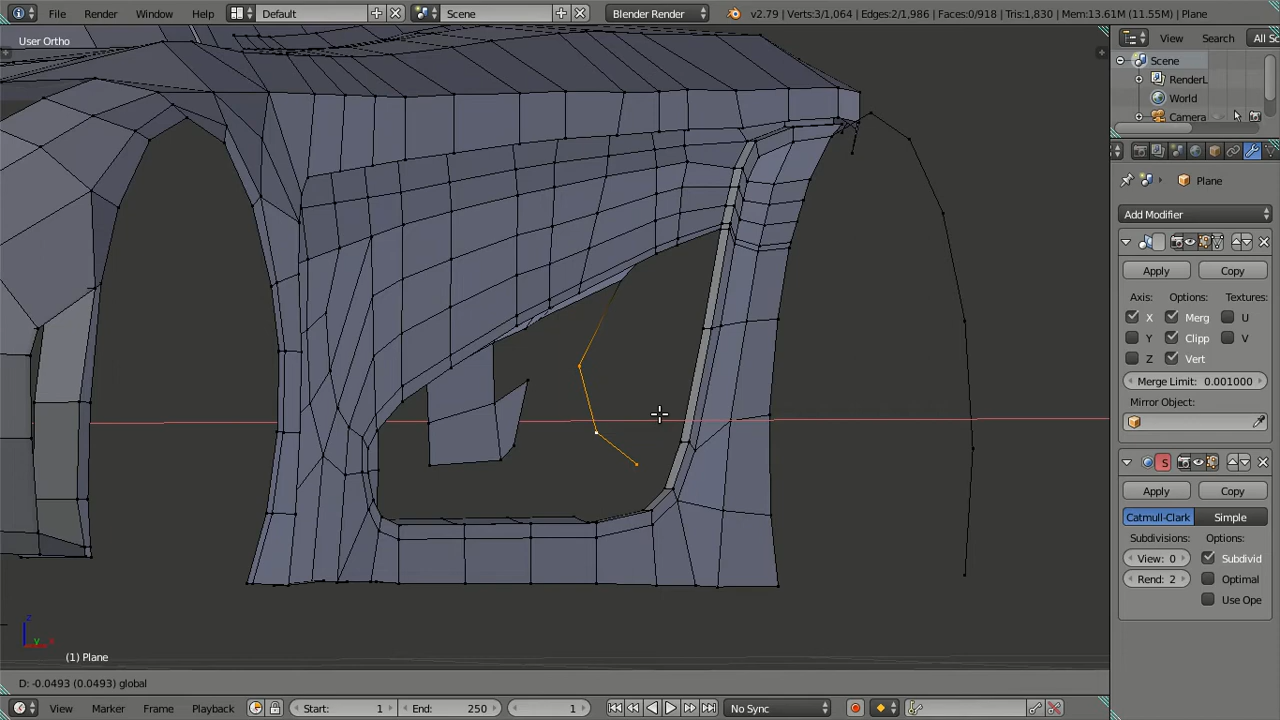 File Render Window Help Default Scene Blender Render v2.79 | Verts:3/1,064 | Edges:2/1,986 | Faces:0/918 | Tris:1,830 | Mem:13.61M (11.55M) | Plane
User Ortho
View Search All Sc
Scene
RenderL
World
Camera
Plane
Add Modifier
Apply Copy
Axis: Options: Textures:
X Merg U
Y Clipp V
Z Vert
Merge Limit: 0.001000
Mirror Object:
S
Apply Copy
Catmull-Clark Simple
Subdivisions: Options:
View: 0 Subdivid
Rend: 2 Optimal
Use Ope
z
y x
(1) Plane
D: -0.0493 (0.0493) global
View Marker Frame Playback Start: 1 End: 250 1 No Sync